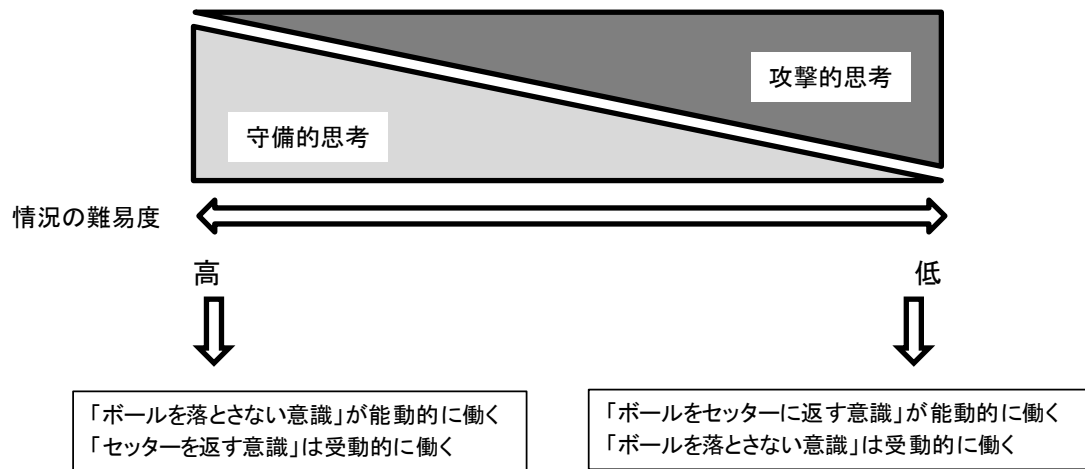 攻撃的思考
守備的思考
情況の難易度
高
低
「ボールを落とさない意識」が能動的に働く
「セッターを返す意識」は受動的に働く
「ボールをセッターに返す意識」が能動的に働く
「ボールを落とさない意識」は受動的に働く